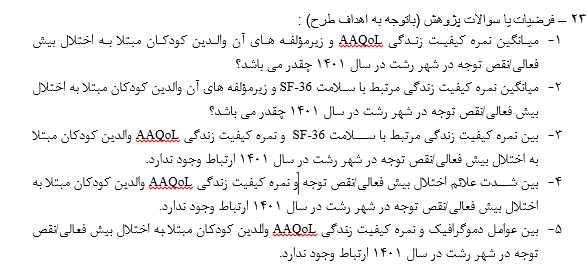 ۲۳ – فرضیات یا سوالات پژوهش (باتوجه به اهداف طرح) :
۱- میانگین نمره کیفیت زندگی AAQoL و زیرمؤلفه های آن والدین کودکان مبتلا به اختلال بیش
فعالی/نقص توجه در شهر رشت در سال ۱۴۰۱ چقدر می باشد؟
۲- میانگین نمره کیفیت زندگی مرتبط با سلامت SF-36 و زیرمؤلفه های آن والدین کودکان مبتلا به اختلال
بیش فعالی/نقص توجه در شهر رشت در سال ۱۴۰۱ چقدر می باشد؟
۳- بین نمره کیفیت زندگی مرتبط با سلامت SF-36 و نمره کیفیت زندگی AAQoL والدین کودکان مبتلا
به اختلال بیش فعالی/نقص توجه در شهر رشت در سال ۱۴۰۱ ارتباط وجود ندارد.
۴- بین شدت علائم اختلال بیش فعالی/نقص توجه و نمره کیفیت زندگی AAQoL والدین کودکان مبتلا به
اختلال بیش فعالی/نقص توجه در شهر رشت در سال ۱۴۰۱ ارتباط وجود ندارد.
۵- بین عوامل دموگرافیک و نمره کیفیت زندگی AAQoL والدین کودکان مبتلا به اختلال بیش فعالی/نقص
توجه در شهر رشت در سال ۱۴۰۱ ارتباط وجود ندارد.